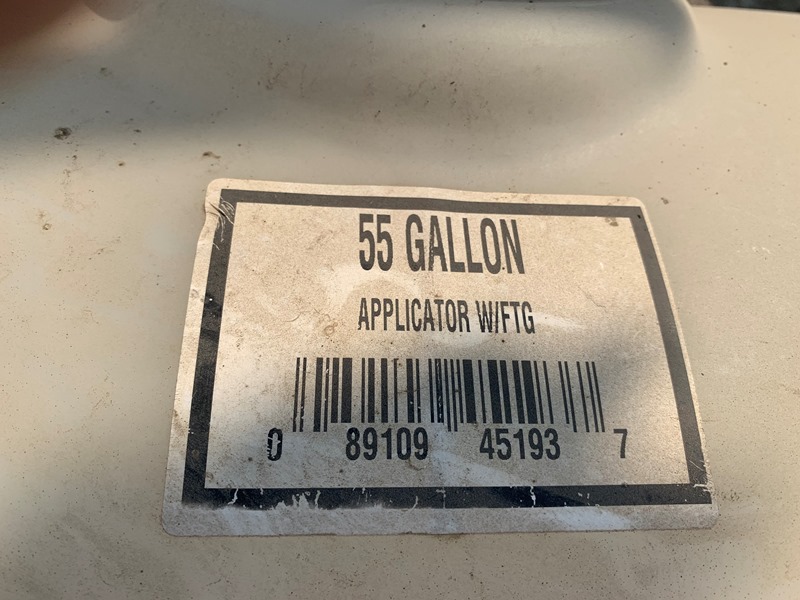 55 GALLON
APPLICATOR W/FTG
0 89109 45193 7